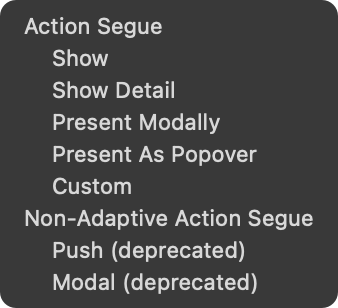 Action Segue
Show
Show Detail
Present Modally
Present As Popover
Custom
Non-Adaptive Action Segue
Push (deprecated)
Modal (deprecated)